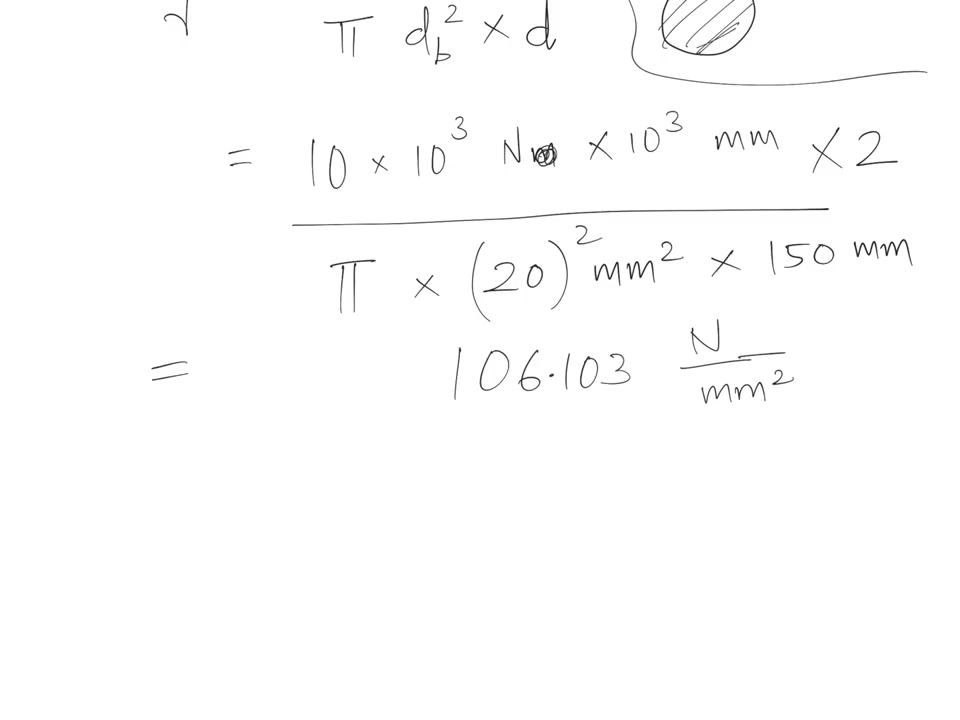 π d_b² × d
= 10 × 10³ N × 10³ mm × 2
π × (20)² mm² × 150 mm
= 106.103 N
mm²